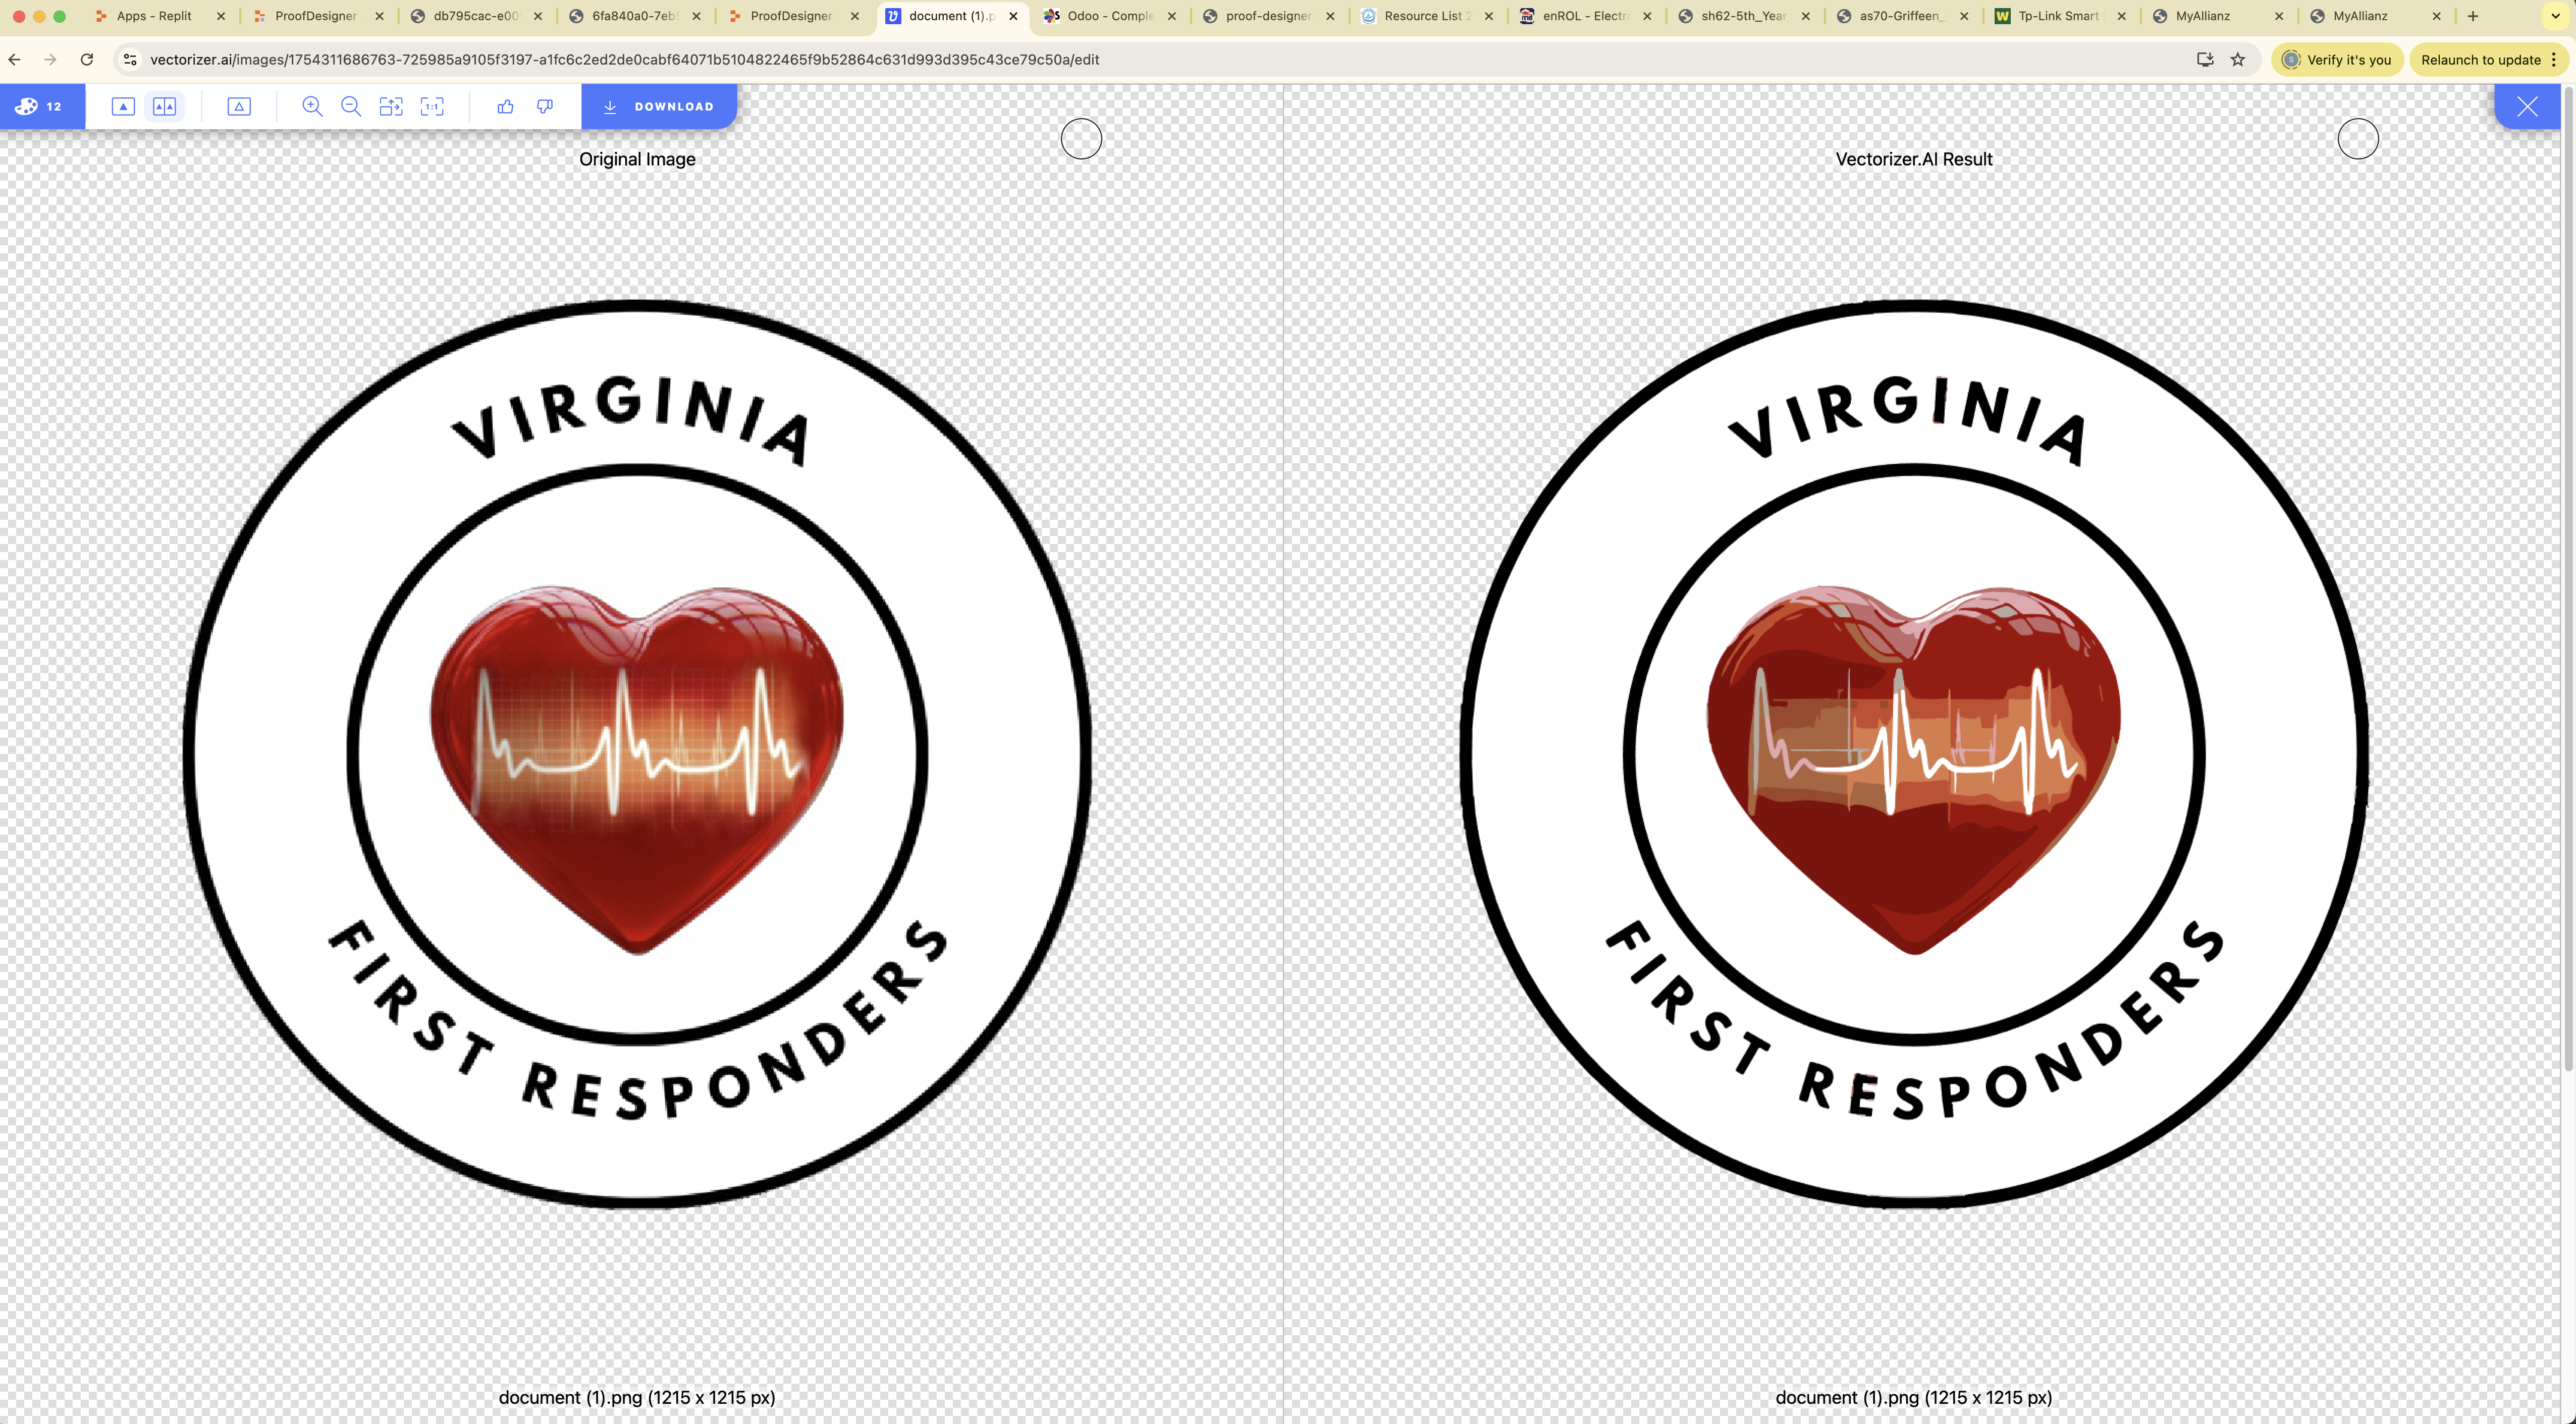 Apps - Replit
ProofDesigner
db795cac-e00
6fa840a0-7eb
ProofDesigner
document (1).p
Odoo - Comple
proof-designer
Resource List 2
enROL - Electr
sh62-5th_Year
as70-Griffeen_
Tp-Link Smart
MyAllianz
MyAllianz
vectorizer.ai/images/1754311686763-725985a9105f3197-a1fc6c2ed2de0cabf64071b5104822465f9b52864c631d993d395c43ce79c50a/edit
Verify it's you
Relaunch to update
12
1:1
DOWNLOAD
Original Image
VIRGINIA
FIRST RESPONDERS
document (1).png (1215 x 1215 px)
Vectorizer.AI Result
VIRGINIA
FIRST RESPONDERS
document (1).png (1215 x 1215 px)